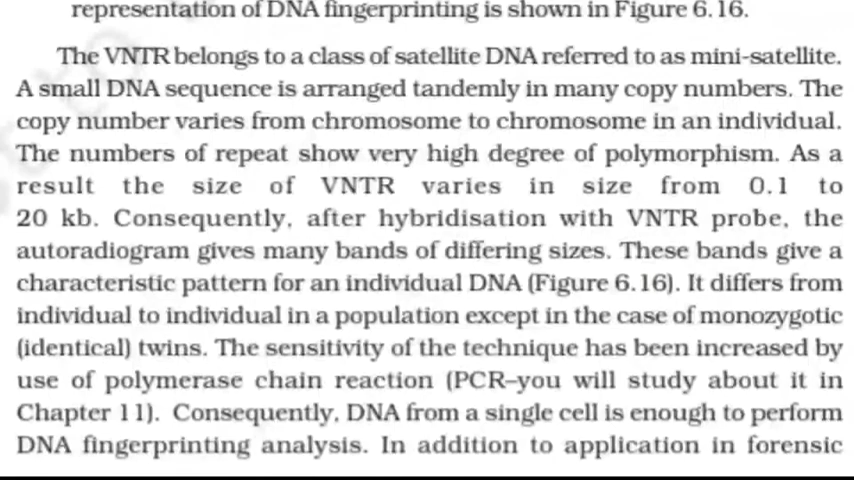 representation of DNA fingerprinting is shown in Figure 6.16.
The VNTR belongs to a class of satellite DNA referred to as mini-satellite.
A small DNA sequence is arranged tandemly in many copy numbers. The
copy number varies from chromosome to chromosome in an individual.
The numbers of repeat show very high degree of polymorphism. As a
result the size of VNTR varies in size from 0.1 to
20 kb. Consequently, after hybridisation with VNTR probe, the
autoradiogram gives many bands of differing sizes. These bands give a
characteristic pattern for an individual DNA (Figure 6.16). It differs from
individual to individual in a population except in the case of monozygotic
(identical) twins. The sensitivity of the technique has been increased by
use of polymerase chain reaction (PCR–you will study about it in
Chapter 11). Consequently, DNA from a single cell is enough to perform
DNA fingerprinting analysis. In addition to application in forensic